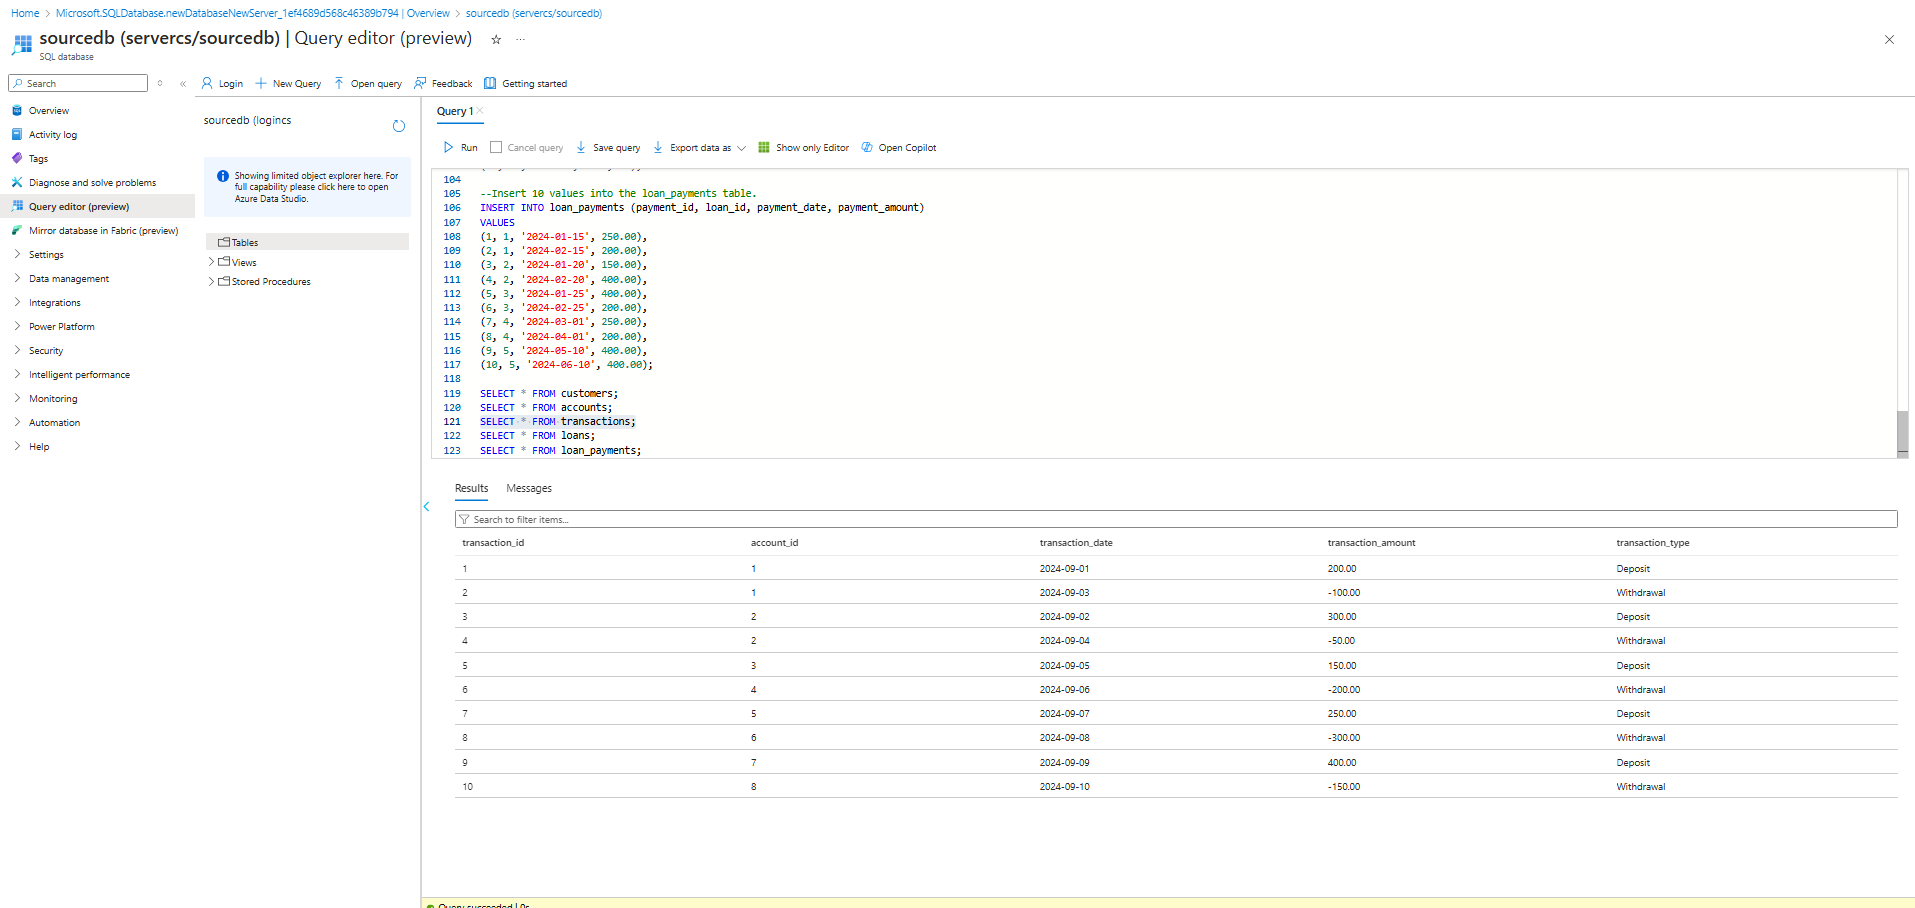 Home > Microsoft.SQLDatabase.newDatabaseNewServer_1ef4689d568c46389b794 | Overview > sourcedb (servercs/sourcedb)
sourcedb (servercs/sourcedb) | Query editor (preview) ☆ ...
SQL database
Search
Login
New Query
Open query
Feedback
Getting started
Overview
Activity log
Tags
Diagnose and solve problems
Query editor (preview)
Mirror database in Fabric (preview)
Settings
Data management
Integrations
Power Platform
Security
Intelligent performance
Monitoring
Automation
Help
sourcedb (logincs
Showing limited object explorer here. For
full capability please click here to open
Azure Data Studio.
Tables
Views
Stored Procedures
Query 1
Run
Cancel query
Save query
Export data as
Show only Editor
Open Copilot
104
105 --Insert 10 values into the loan_payments table.
106 INSERT INTO loan_payments (payment_id, loan_id, payment_date, payment_amount)
107 VALUES
108 (1, 1, '2024-01-15', 250.00),
109 (2, 1, '2024-02-15', 200.00),
110 (3, 2, '2024-01-20', 150.00),
111 (4, 2, '2024-02-20', 400.00),
112 (5, 3, '2024-01-25', 400.00),
113 (6, 3, '2024-02-25', 200.00),
114 (7, 4, '2024-03-01', 250.00),
115 (8, 4, '2024-04-01', 200.00),
116 (9, 5, '2024-05-10', 400.00),
117 (10, 5, '2024-06-10', 400.00);
118
119 SELECT * FROM customers;
120 SELECT * FROM accounts;
121 SELECT * FROM transactions;
122 SELECT * FROM loans;
123 SELECT * FROM loan_payments;
Results Messages
Search to filter items...
transaction_id account_id transaction_date transaction_amount transaction_type
1 1 2024-09-01 200.00 Deposit
2 1 2024-09-03 -100.00 Withdrawal
3 2 2024-09-02 300.00 Deposit
4 2 2024-09-04 -50.00 Withdrawal
5 3 2024-09-05 150.00 Deposit
6 4 2024-09-06 -200.00 Withdrawal
7 5 2024-09-07 250.00 Deposit
8 6 2024-09-08 -300.00 Withdrawal
9 7 2024-09-09 400.00 Deposit
10 8 2024-09-10 -150.00 Withdrawal
Query succeeded | 0s